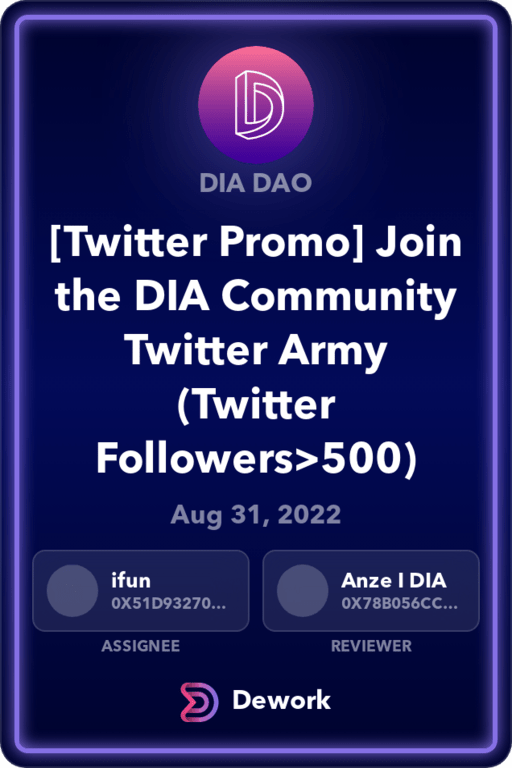 DIA DAO
[Twitter Promo] Join
the DIA Community
Twitter Army
(Twitter
Followers>500)
Aug 31, 2022
ifun
0X51D93270...
ASSIGNEE
Anze I DIA
0X78B056CC...
REVIEWER
Dework